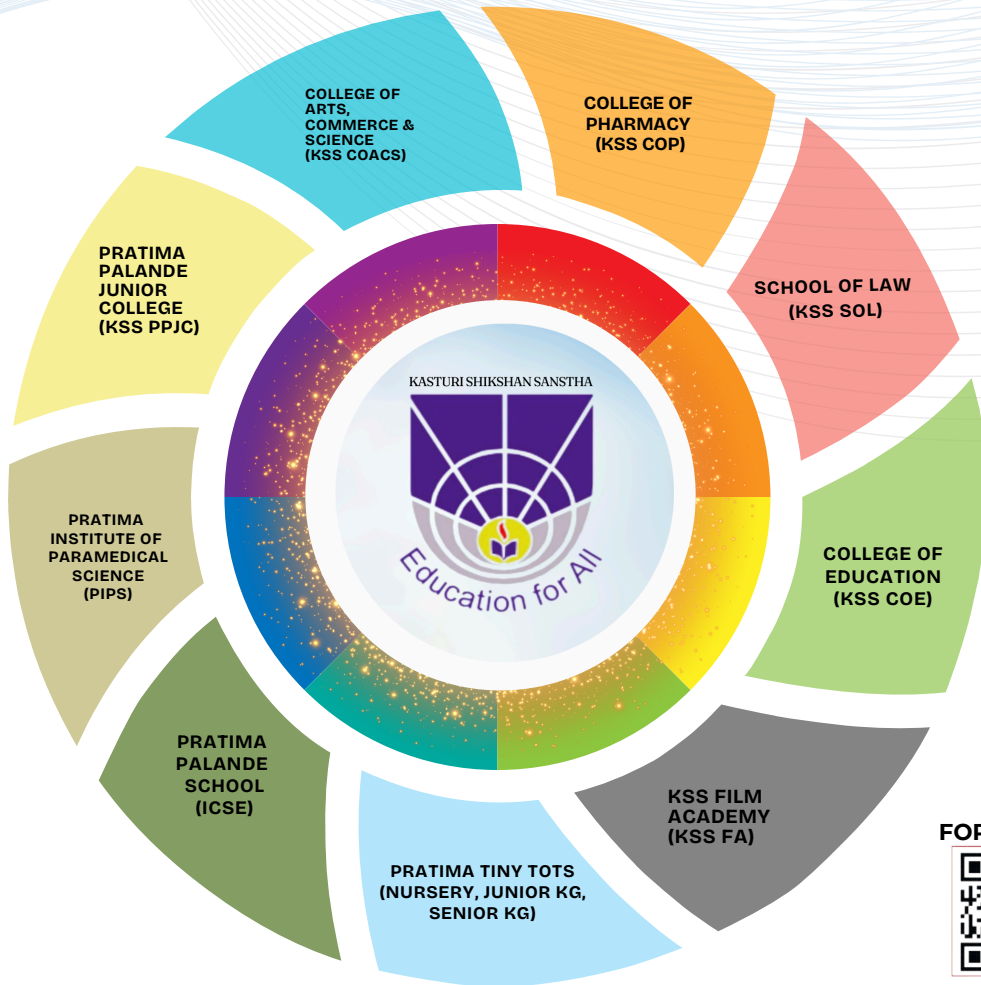 COLLEGE OF
ARTS,
COMMERCE &
SCIENCE
(KSS COACS)
COLLEGE OF
PHARMACY
(KSS COP)
SCHOOL OF LAW
(KSS SOL)
COLLEGE OF
EDUCATION
(KSS COE)
KSS FILM
ACADEMY
(KSS FA)
PRATIMA TINY TOTS
(NURSERY, JUNIOR KG,
SENIOR KG)
PRATIMA
PALANDE
SCHOOL
(ICSE)
PRATIMA
INSTITUTE OF
PARAMEDICAL
SCIENCE
(PIPS)
PRATIMA
PALANDE
JUNIOR
COLLEGE
(KSS PPJC)
KASTURI SHIKSHAN SANSTHA
Education for All